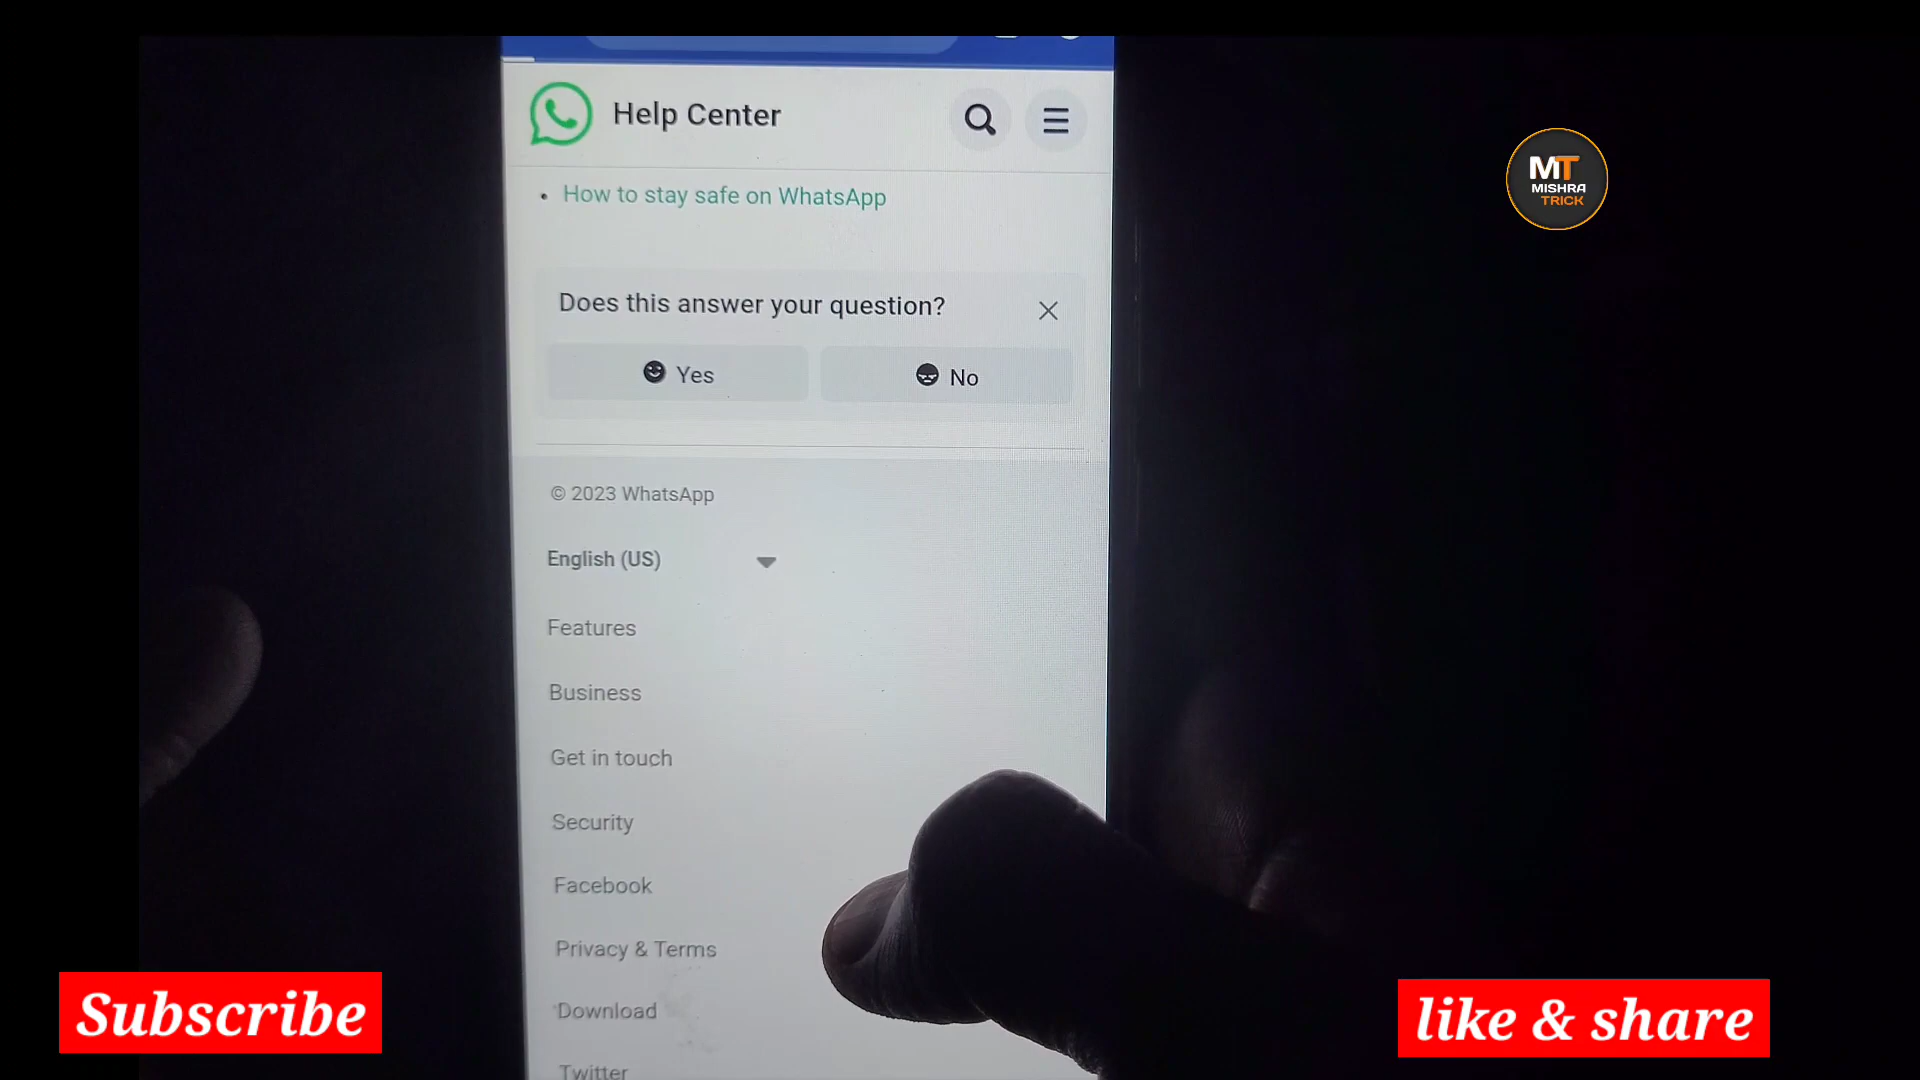 Help Center
How to stay safe on WhatsApp
Does this answer your question?
Yes
No
© 2023 WhatsApp
English (US)
Features
Business
Get in touch
Security
Facebook
Privacy & Terms
Download
Twitter
MT
MISHRA
TRICK
Subscribe
like & share